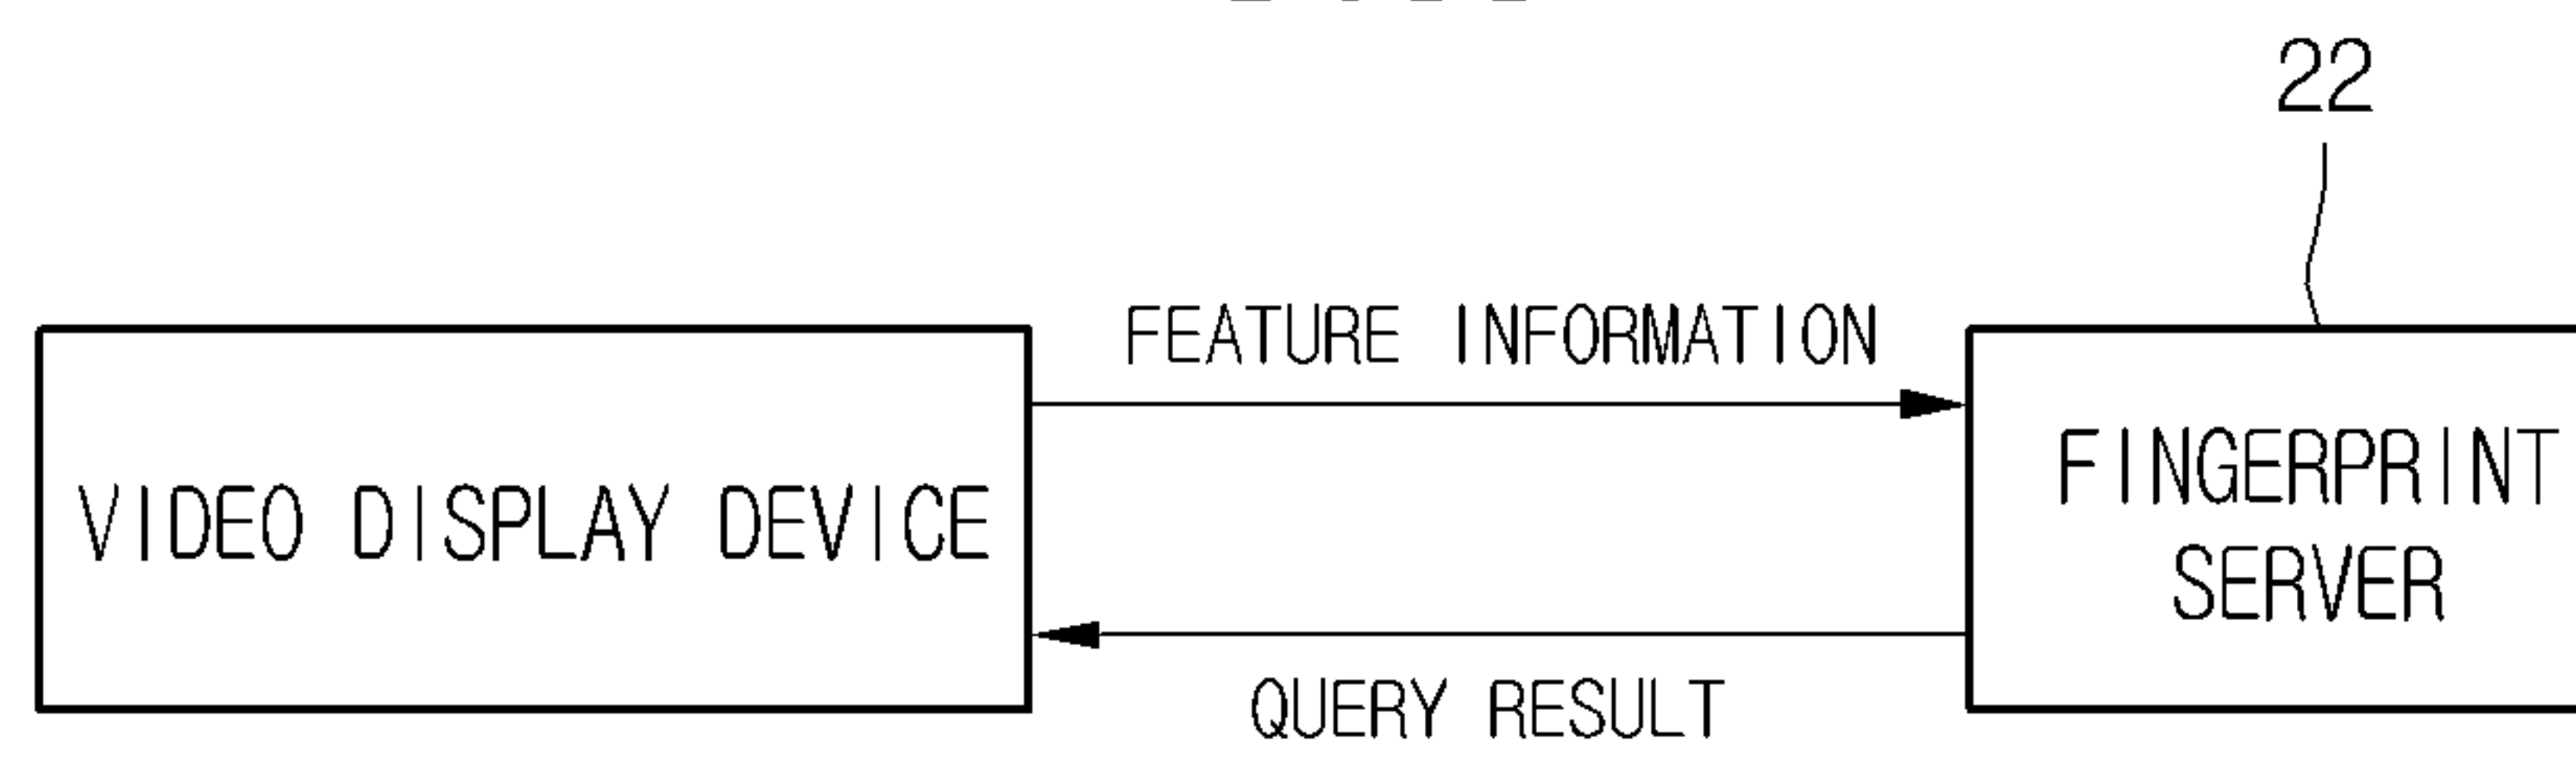 22
FEATURE INFORMATION
VIDEO DISPLAY DEVICE
FINGERPRINT
SERVER
QUERY RESULT